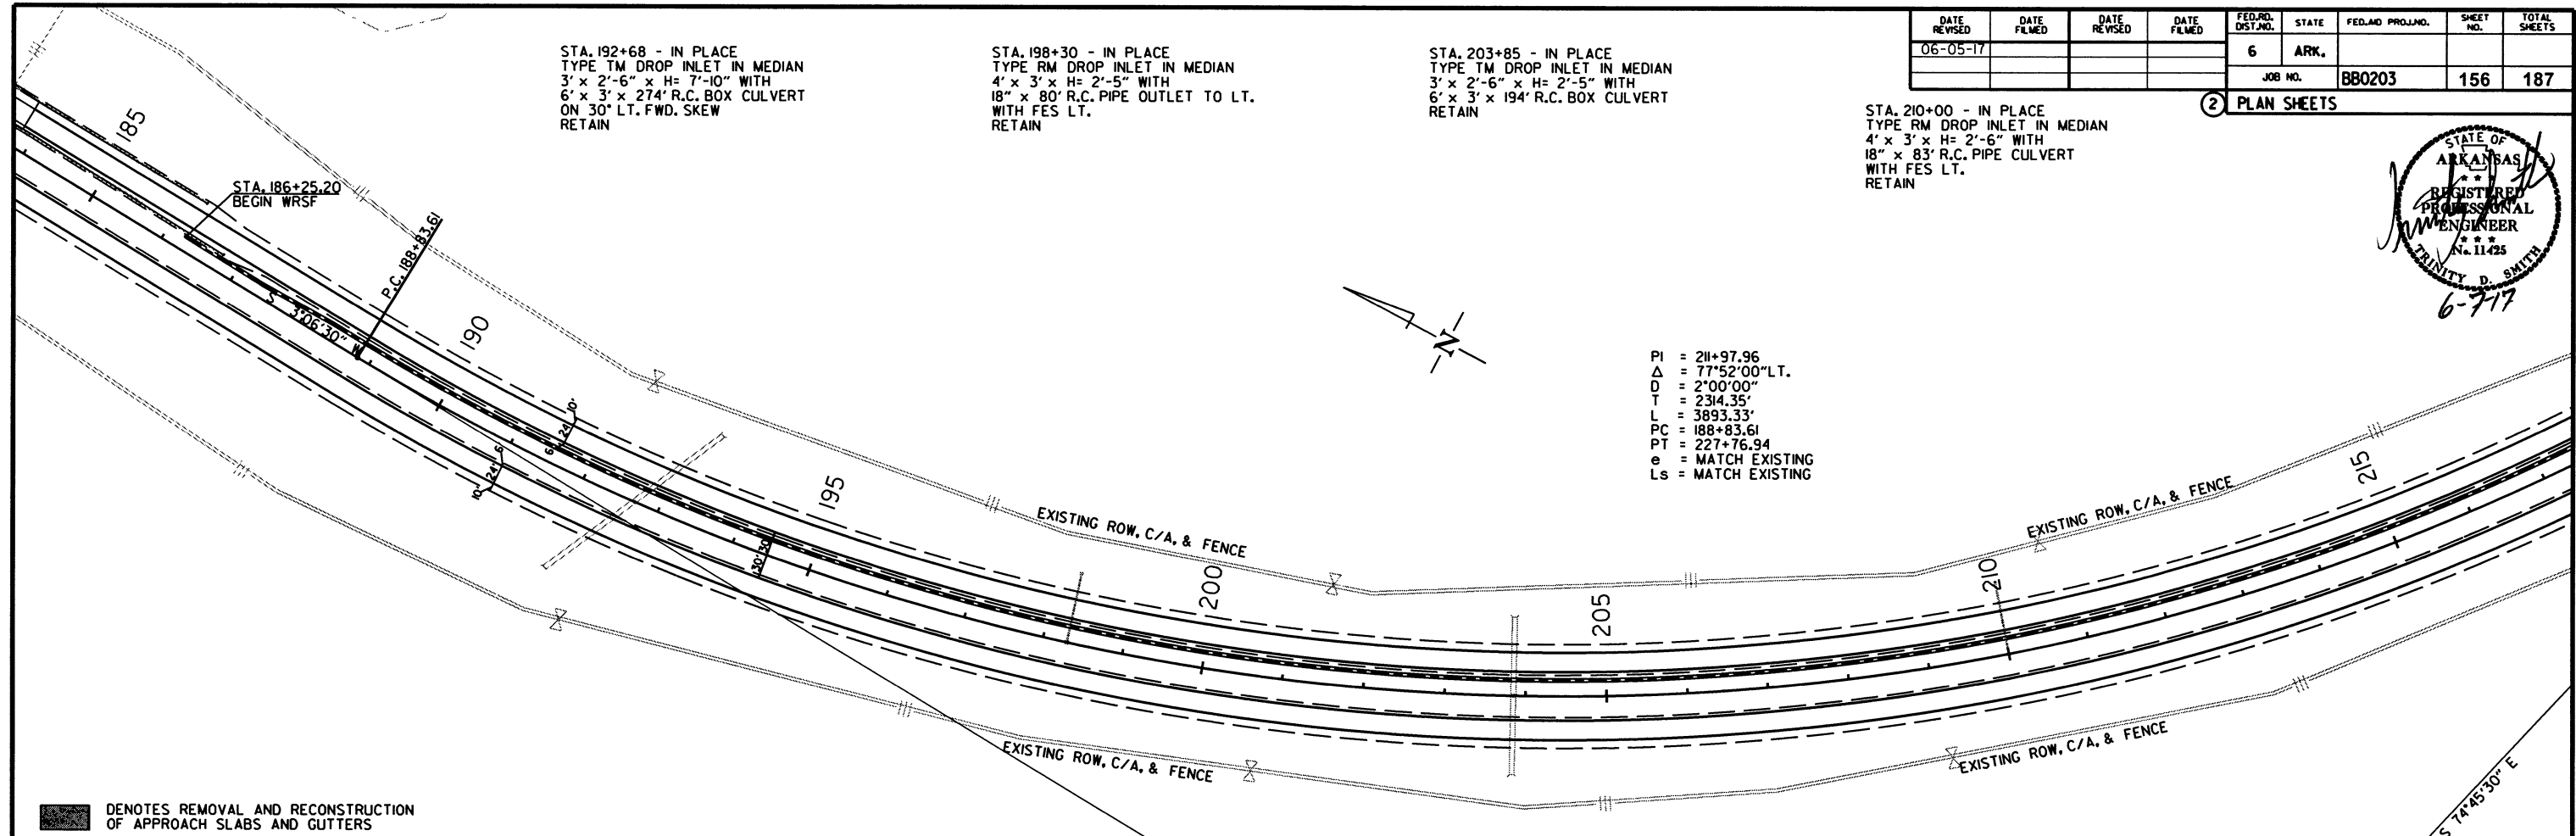 STA. 192+68 - IN PLACE
TYPE TM DROP INLET IN MEDIAN
3' x 2'-6" x H= 7'-10" WITH
6' x 3' x 274' R.C. BOX CULVERT
ON 30° LT. FWD. SKEW
RETAIN
STA. 198+30 - IN PLACE
TYPE RM DROP INLET IN MEDIAN
4' x 3' x H= 2'-5" WITH
18" x 80' R.C. PIPE OUTLET TO LT.
WITH FES LT.
RETAIN
STA. 203+85 - IN PLACE
TYPE TM DROP INLET IN MEDIAN
3' x 2'-6" x H= 2'-5" WITH
6' x 3' x 194' R.C. BOX CULVERT
RETAIN
STA. 210+00 - IN PLACE
TYPE RM DROP INLET IN MEDIAN
4' x 3' x H= 2'-6" WITH
18" x 83' R.C. PIPE CULVERT
WITH FES LT.
RETAIN
DATE REVISED DATE FILMED DATE REVISED DATE FILMED FED.RD. DIST.NO. STATE FED.AID PROJ.NO. SHEET NO. TOTAL SHEETS
06-05-17 6 ARK.
JOB NO. BB0203 156 187
2 PLAN SHEETS
STATE OF
ARKANSAS
REGISTERED
PROFESSIONAL
ENGINEER
No. 11425
TRINITY D. SMITH
6-7-17
185
STA. 186+25.20
BEGIN WRSF
P.C. 188+83.61
S 3°06'30" W
190
10' 24' 6'
6' 24' 10'
195
30' 30'
N
PI = 211+97.96
Δ = 77°52'00"LT.
D = 2°00'00"
T = 2314.35'
L = 3893.33'
PC = 188+83.61
PT = 227+76.94
e = MATCH EXISTING
Ls = MATCH EXISTING
EXISTING ROW, C/A, & FENCE
EXISTING ROW, C/A, & FENCE
200
205
210
215
EXISTING ROW, C/A, & FENCE
EXISTING ROW, C/A, & FENCE
S 74°45'30" E
DENOTES REMOVAL AND RECONSTRUCTION
OF APPROACH SLABS AND GUTTERS